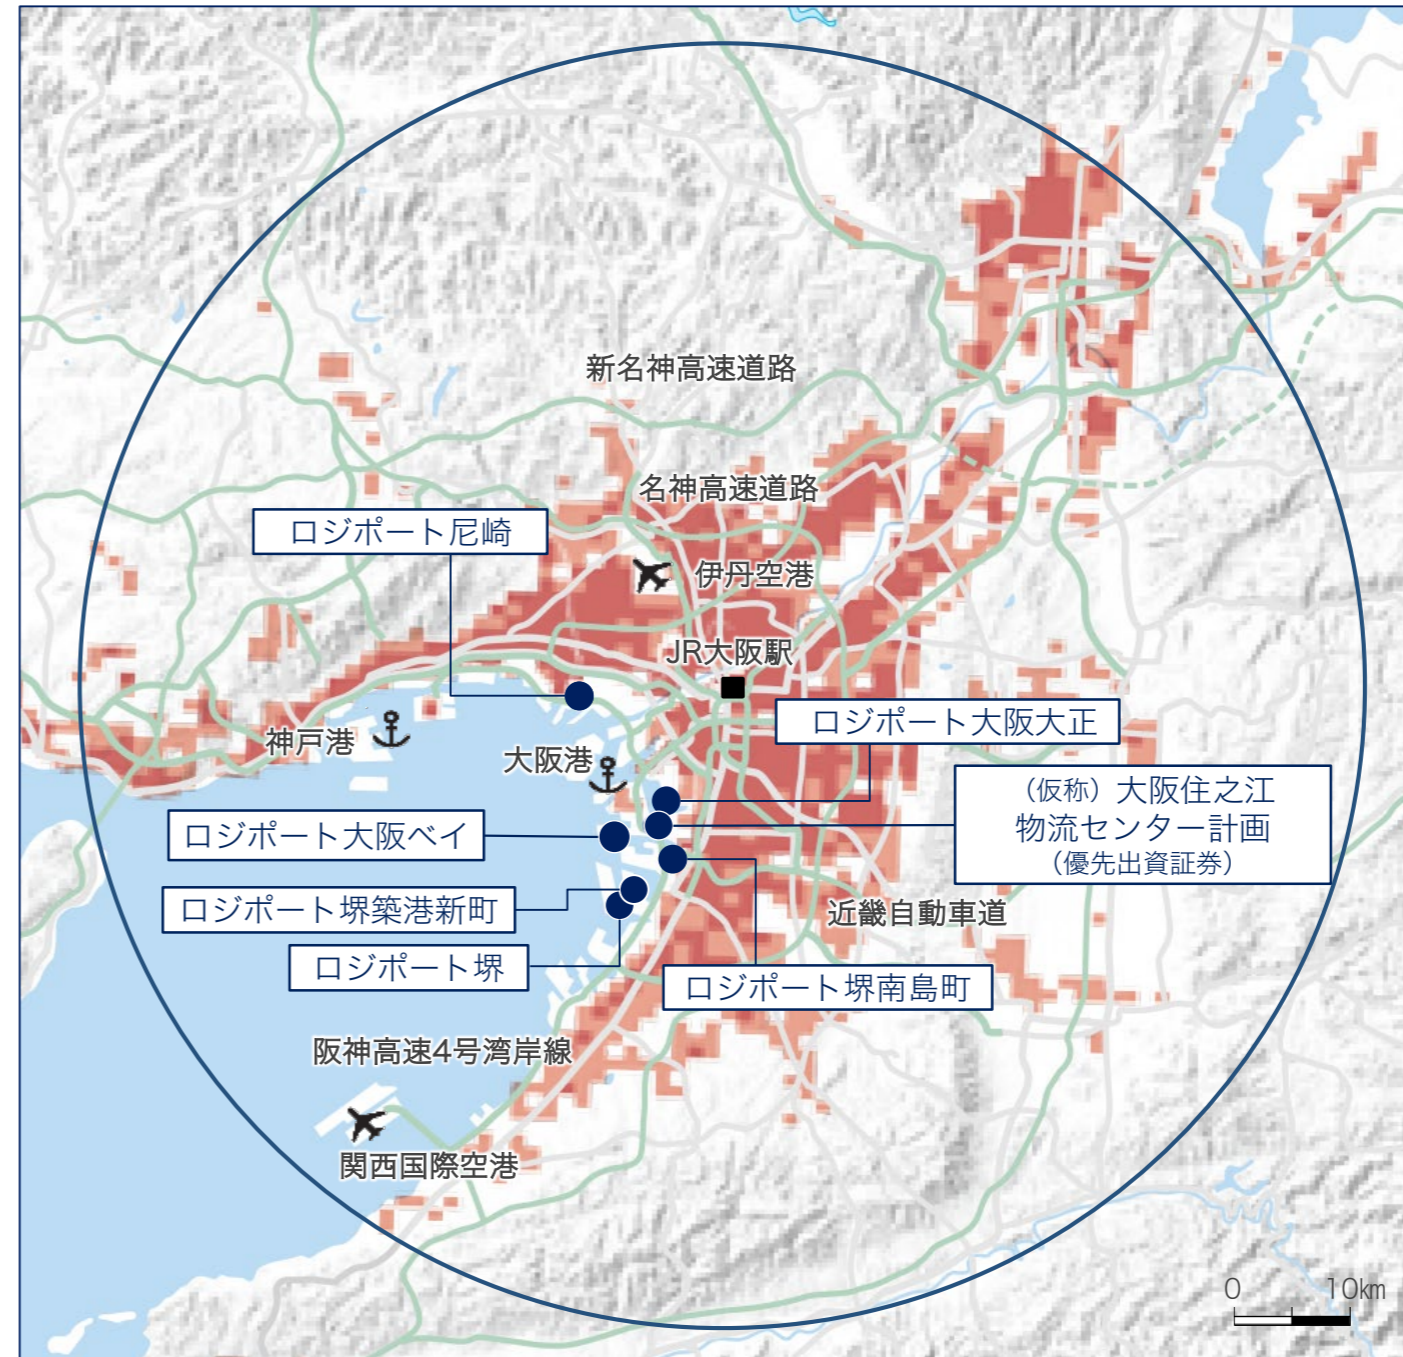 新名神高速道路
名神高速道路
ロジポート尼崎
伊丹空港
JR大阪駅
ロジポート大阪大正
神戸港
大阪港
（仮称）大阪住之江
物流センター計画
（優先出資証券）
ロジポート大阪ベイ
ロジポート堺築港新町
近畿自動車道
ロジポート堺
ロジポート堺南島町
阪神高速4号湾岸線
関西国際空港
0 10km